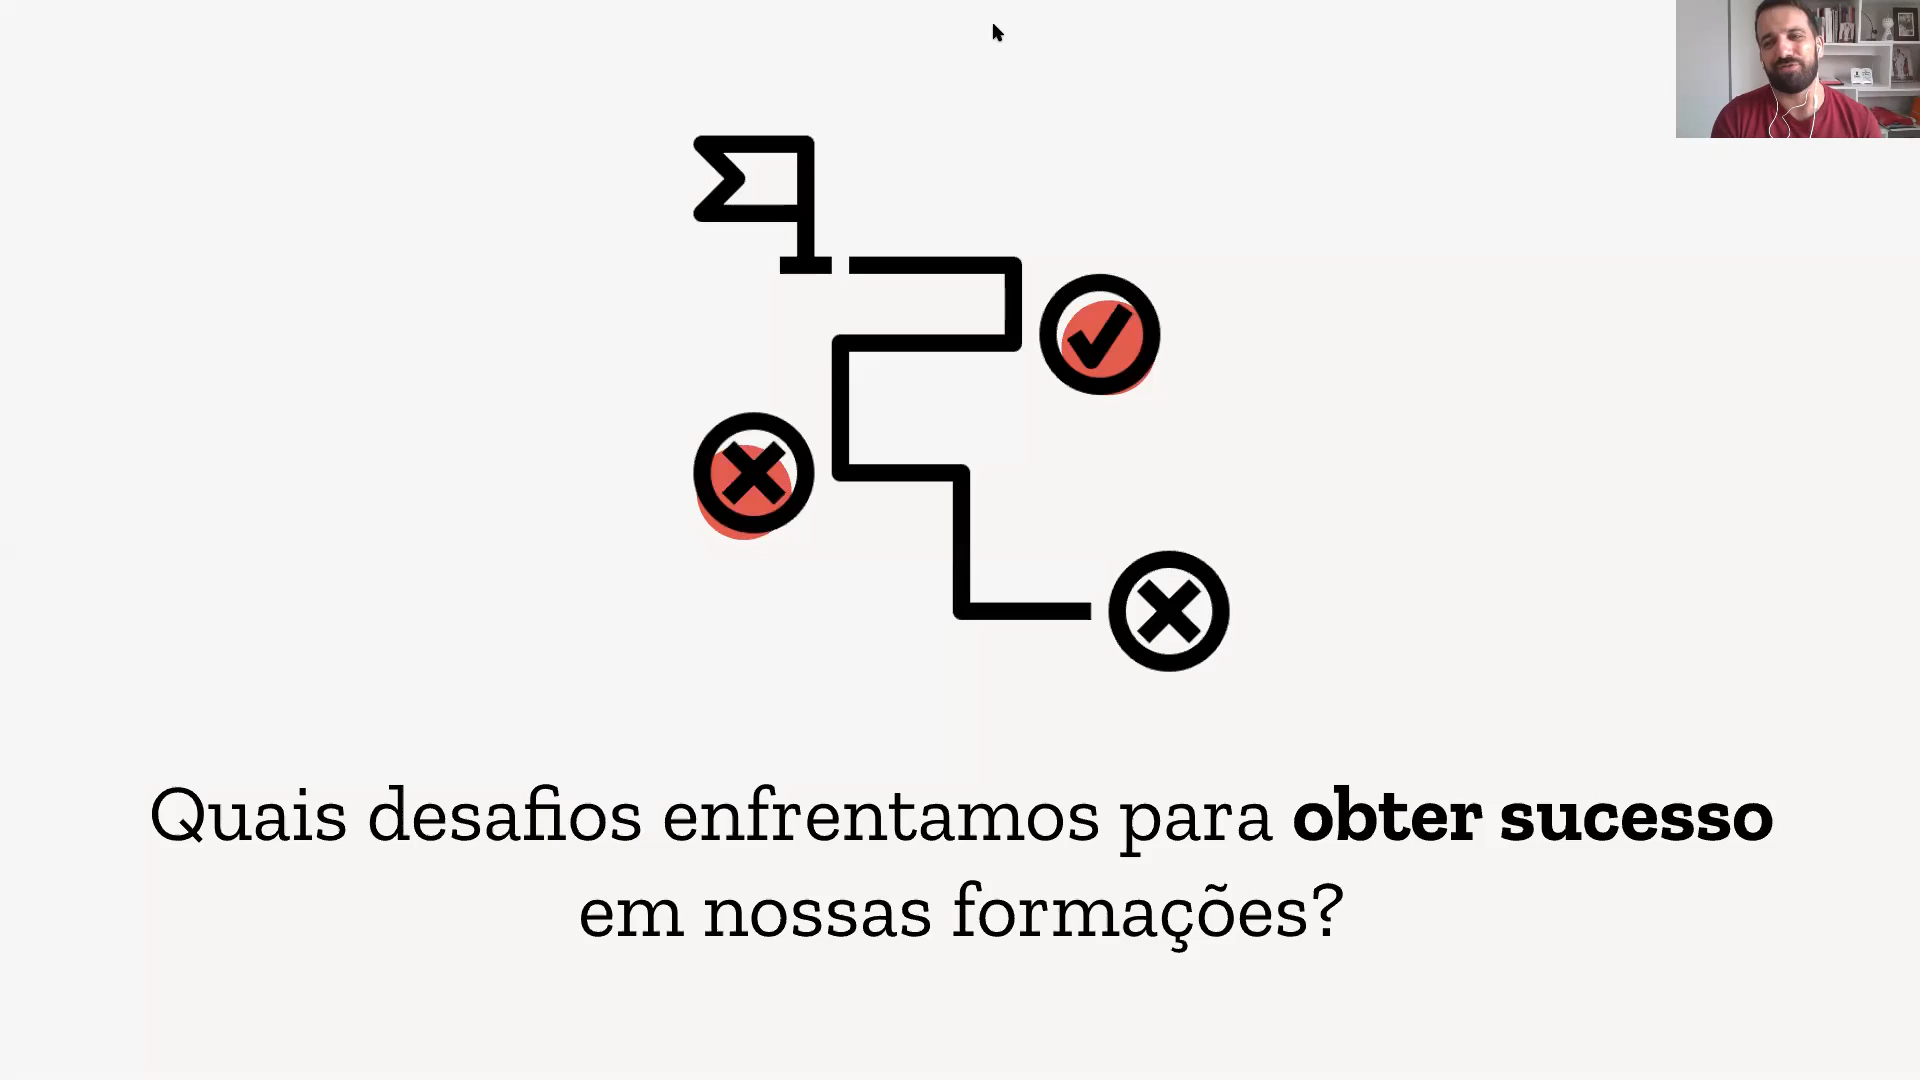 Quais desafios enfrentamos para obter sucesso
em nossas formações?